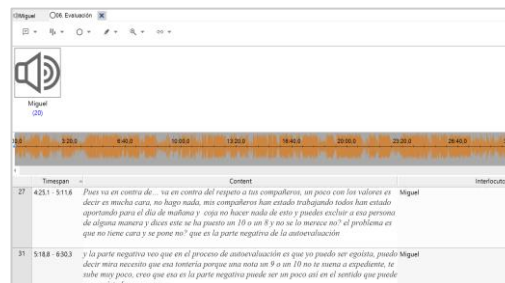 Miguel
09. Evaluación
Miguel
(20)
3:20,0 6:40,0 10:00,0 13:20,0 16:40,0 20:00,0 23:20,0 26:40,0
Timespan Content Interlocuto
27 4:25,1 - 5:11,6 Pues va en contra de... va en contra del respeto a tus compañeros, un poco con los valores es Miguel
decir es mucha cara, no hago nada, mis compañeros han estado trabajando todos han estado
aportando para el día de mañana y coja no hacer nada de esto y puedes excluir a esa persona
de alguna manera y dices este se ha puesto un 10 o un 8 y no se lo merece no? el problema es
que no tiene cara y se pone no? que es la parte negativa de la autoevaluación
31 5:18,8 - 6:30,3 y la parte negativa veo que en el proceso de autoevaluación es que yo puedo ser egoísta, puedo Miguel
decir mira necesito que esa tontería porque una nota un 9 o un 10 no te suena a expediente, te
sube muy poco, creo que esa es la parte negativa puede ser un poco así en el sentido que puede